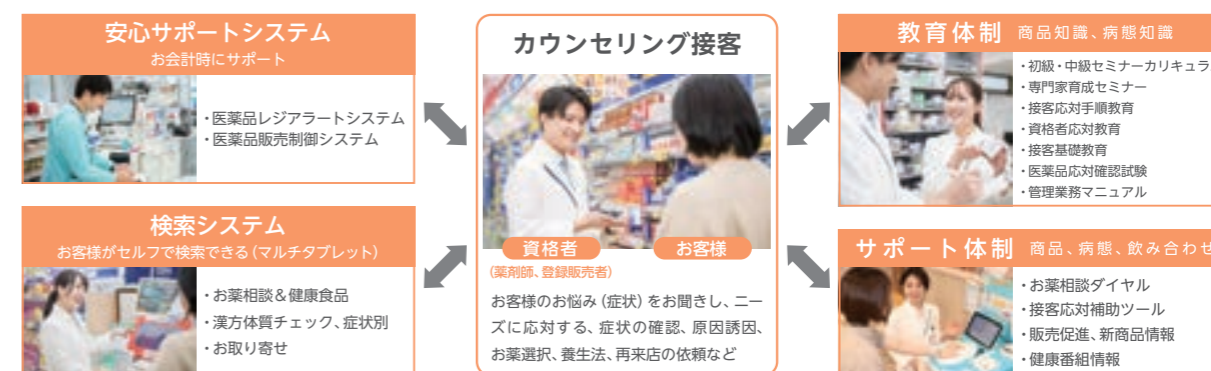 安心サポートシステム
お会計時にサポート
・医薬品レジアラートシステム
・医薬品販売制御システム
検索システム
お客様がセルフで検索できる（マルチタブレット）
・お薬相談＆健康食品
・漢方体質チェック、症状別
・お取り寄せ
カウンセリング接客
資格者 お客様
（薬剤師、登録販売者）
お客様のお悩み（症状）をお聞きし、ニー
ズに応対する、症状の確認、原因誘因、
お薬選択、養生法、再来店の依頼など
教育体制 商品知識、病態知識
・初級・中級セミナーカリキュラ
・専門家育成セミナー
・接客応対手順教育
・資格者応対教育
・接客基礎教育
・医薬品応対確認試験
・管理業務マニュアル
サポート体制 商品、病態、飲み合わせ
・お薬相談ダイヤル
・接客応対補助ツール
・販売促進、新商品情報
・健康番組情報